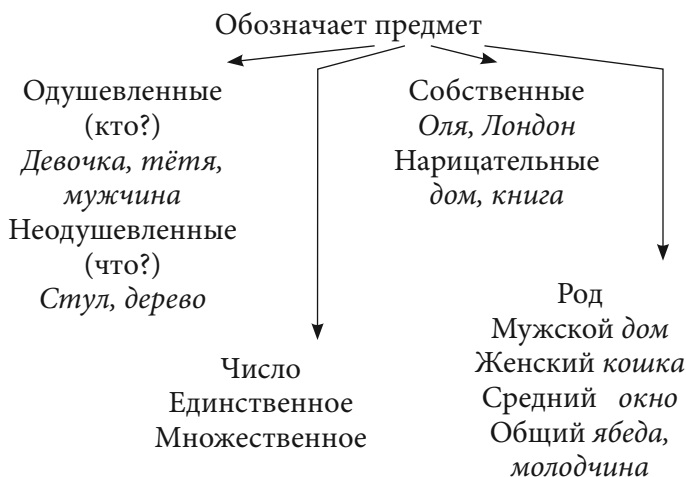 Обозначает предмет
Одушевленные
(кто?)
Девочка, тётя,
мужчина
Неодушевленные
(что?)
Стул, дерево
Собственные
Оля, Лондон
Нарицательные
дом, книга
Число
Единственное
Множественное
Род
Мужской дом
Женский кошка
Средний окно
Общий ябеда,
молодчина